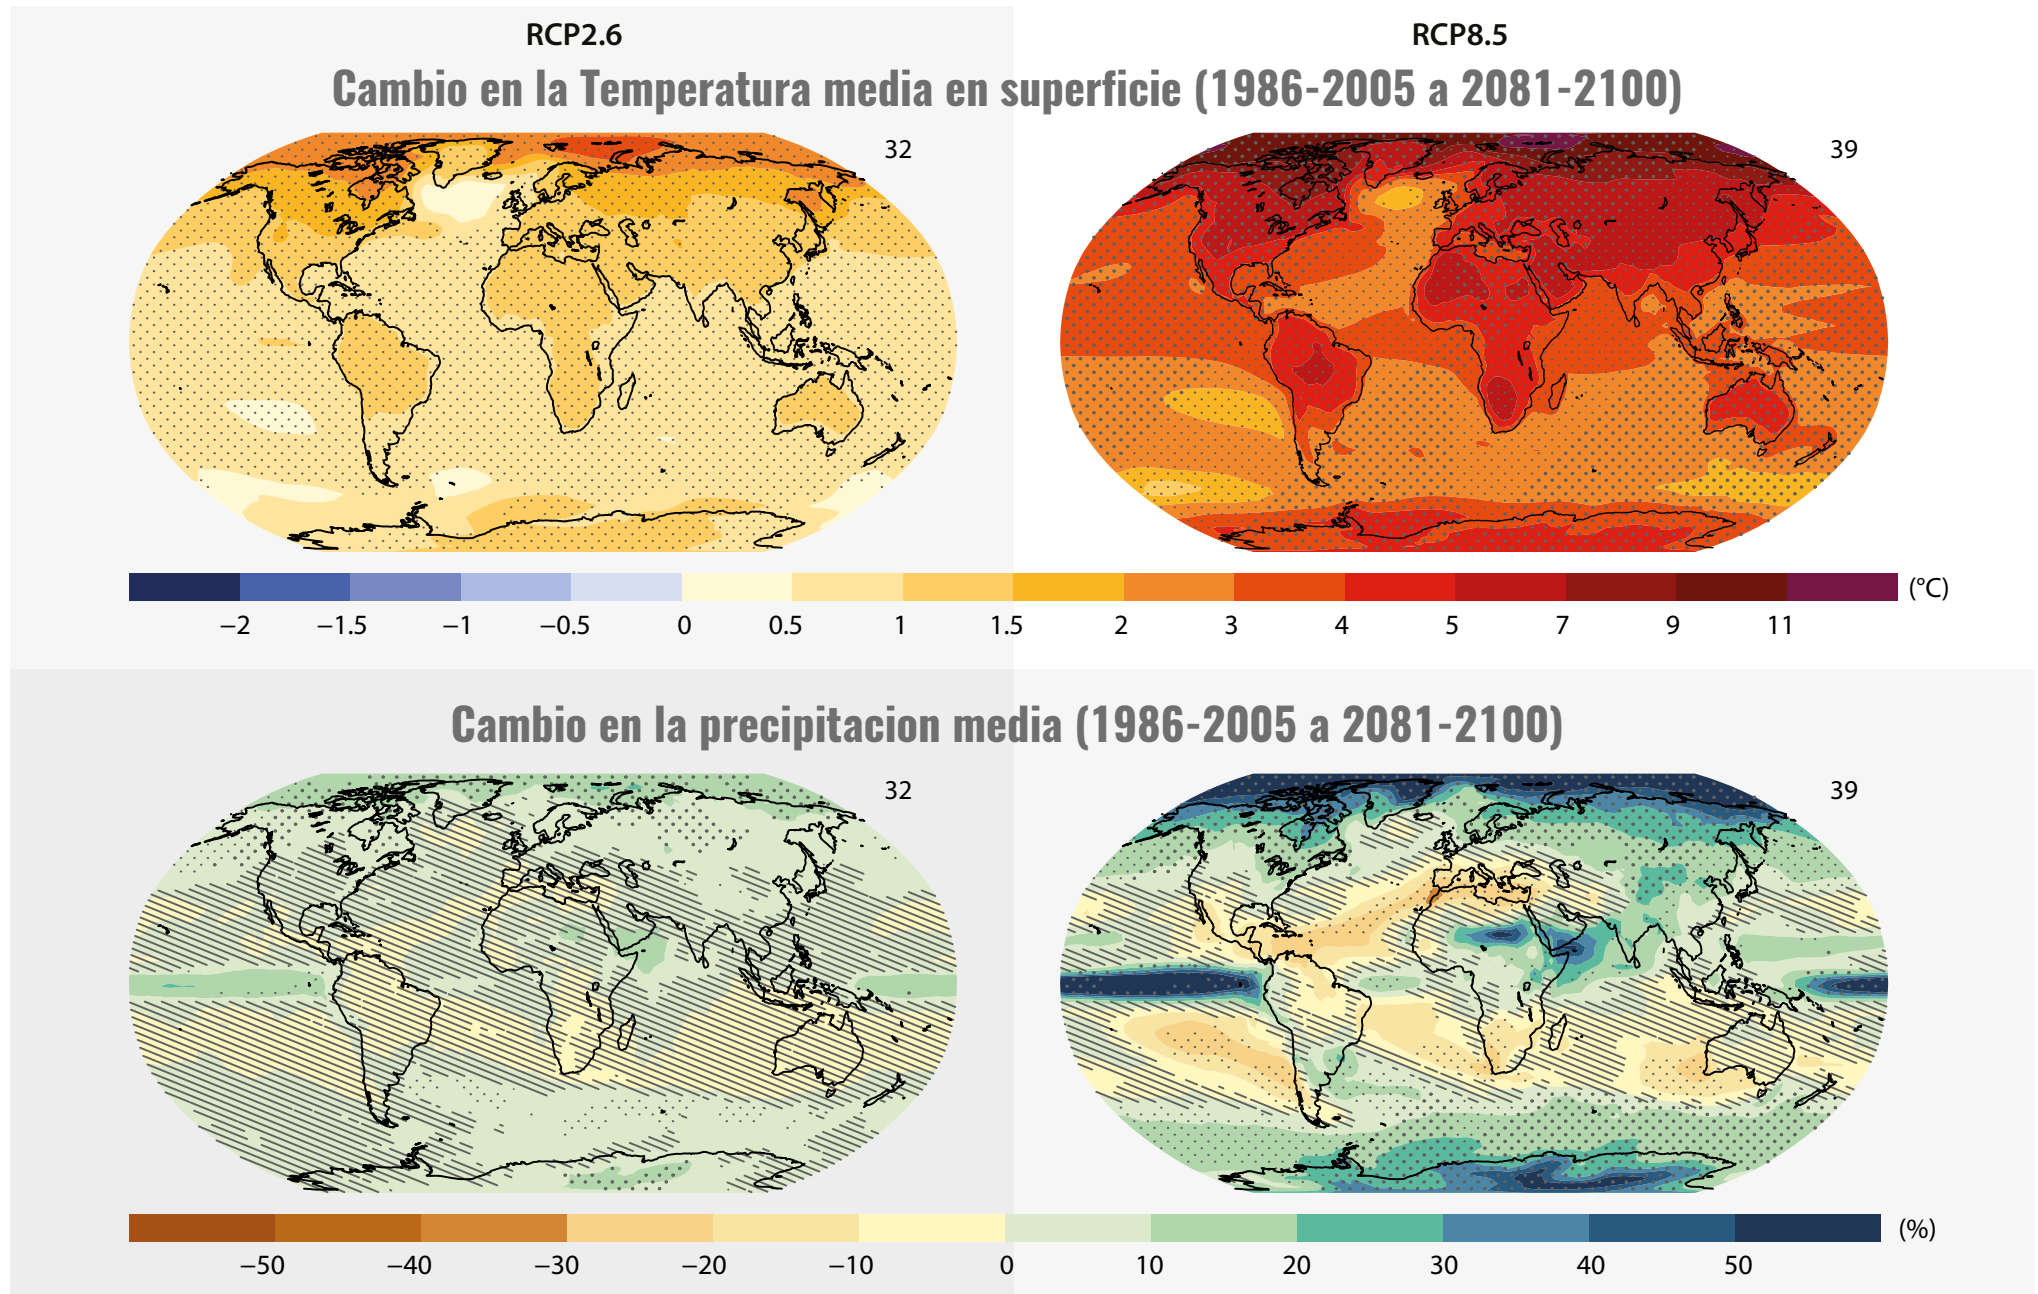 RCP2.6 RCP8.5
Cambio en la Temperatura media en superficie (1986-2005 a 2081-2100)
32 39
(°C)
−2 −1.5 −1 −0.5 0 0.5 1 1.5 2 3 4 5 7 9 11
Cambio en la precipitacion media (1986-2005 a 2081-2100)
32 39
(%)
−50 −40 −30 −20 −10 0 10 20 30 40 50